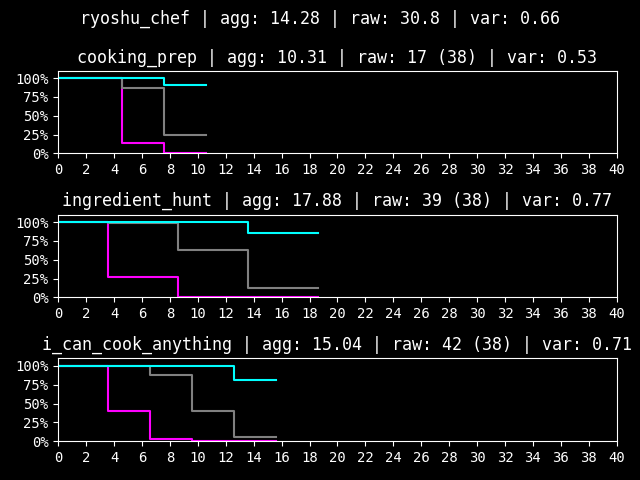 ryoshu_chef | agg: 14.28 | raw: 30.8 | var: 0.66
cooking_prep | agg: 10.31 | raw: 17 (38) | var: 0.53
100%
75%
50%
25%
0%
0 2 4 6 8 10 12 14 16 18 20 22 24 26 28 30 32 34 36 38 40
ingredient_hunt | agg: 17.88 | raw: 39 (38) | var: 0.77
100%
75%
50%
25%
0%
0 2 4 6 8 10 12 14 16 18 20 22 24 26 28 30 32 34 36 38 40
i_can_cook_anything | agg: 15.04 | raw: 42 (38) | var: 0.71
100%
75%
50%
25%
0%
0 2 4 6 8 10 12 14 16 18 20 22 24 26 28 30 32 34 36 38 40